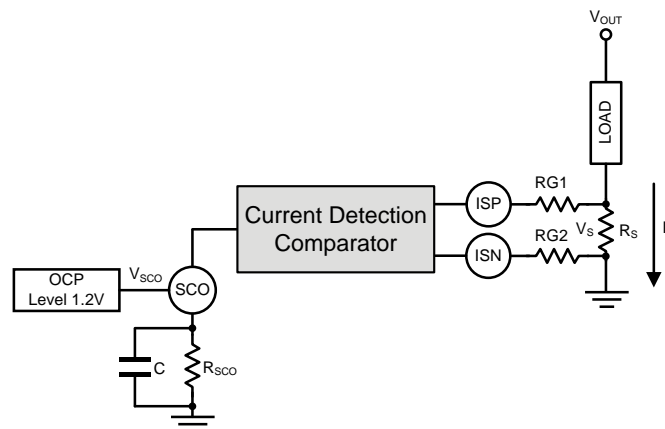 VOUT
LOAD
RG1
ISP
Current Detection
Comparator
VS
RS
I
RG2
ISN
VSCO
OCP
Level 1.2V
SCO
C
RSCO